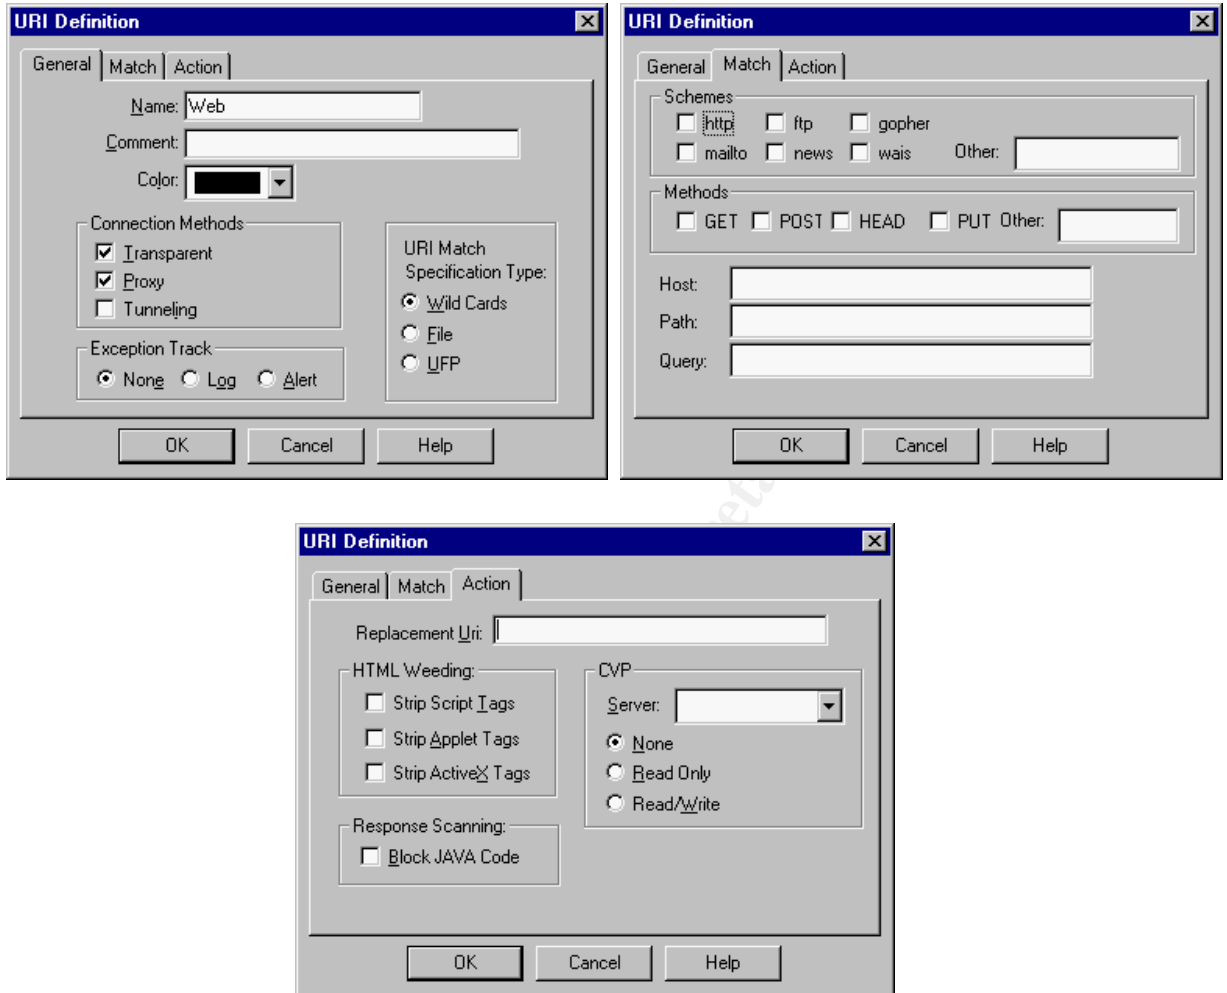 URI Definition
General Match Action
Name: Web
Comment:
Color:
Connection Methods
Transparent
Proxy
Tunneling
URI Match
Specification Type:
Wild Cards
File
UFP
Exception Track
None Log Alert
OK Cancel Help
URI Definition
General Match Action
Schemes
http ftp gopher
mailto news wais Other:
Methods
GET POST HEAD PUT Other:
Host:
Path:
Query:
OK Cancel Help
URI Definition
General Match Action
Replacement Uri:
HTML Weeding:
Strip Script Tags
Strip Applet Tags
Strip ActiveX Tags
CVP
Server:
None
Read Only
Read/Write
Response Scanning:
Block JAVA Code
OK Cancel Help